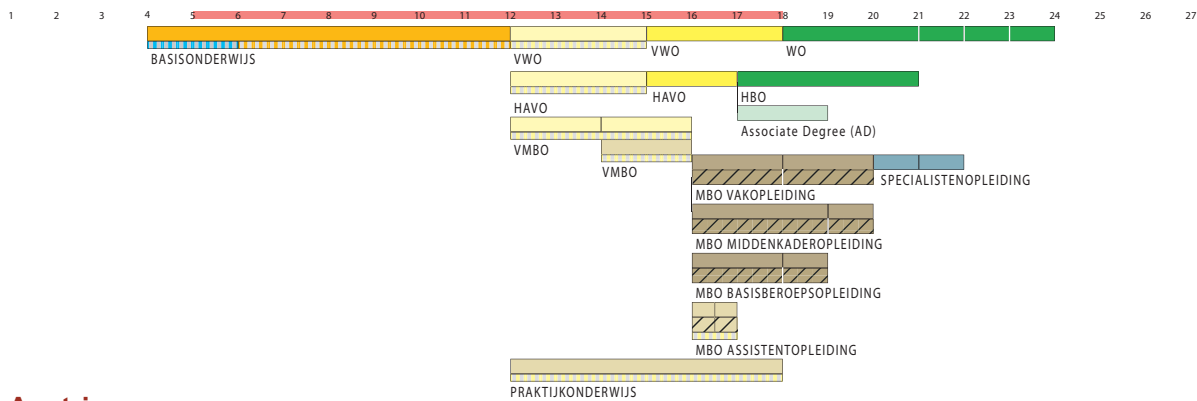 1 2 3 4 5 6 7 8 9 10 11 12 13 14 15 16 17 18 19 20 21 22 23 24 25 26 27
BASISONDERWIJS VWO VWO WO
HAVO HAVO HBO
VMBO Associate Degree (AD)
VMBO SPECIALISTENOPLEIDING
MBO VAKOPLEIDING
MBO MIDDENKADEROPLEIDING
MBO BASISBEROEPSOPLEIDING
MBO ASSISTENTOPLEIDING
PRAKTIJKONDERWIJS